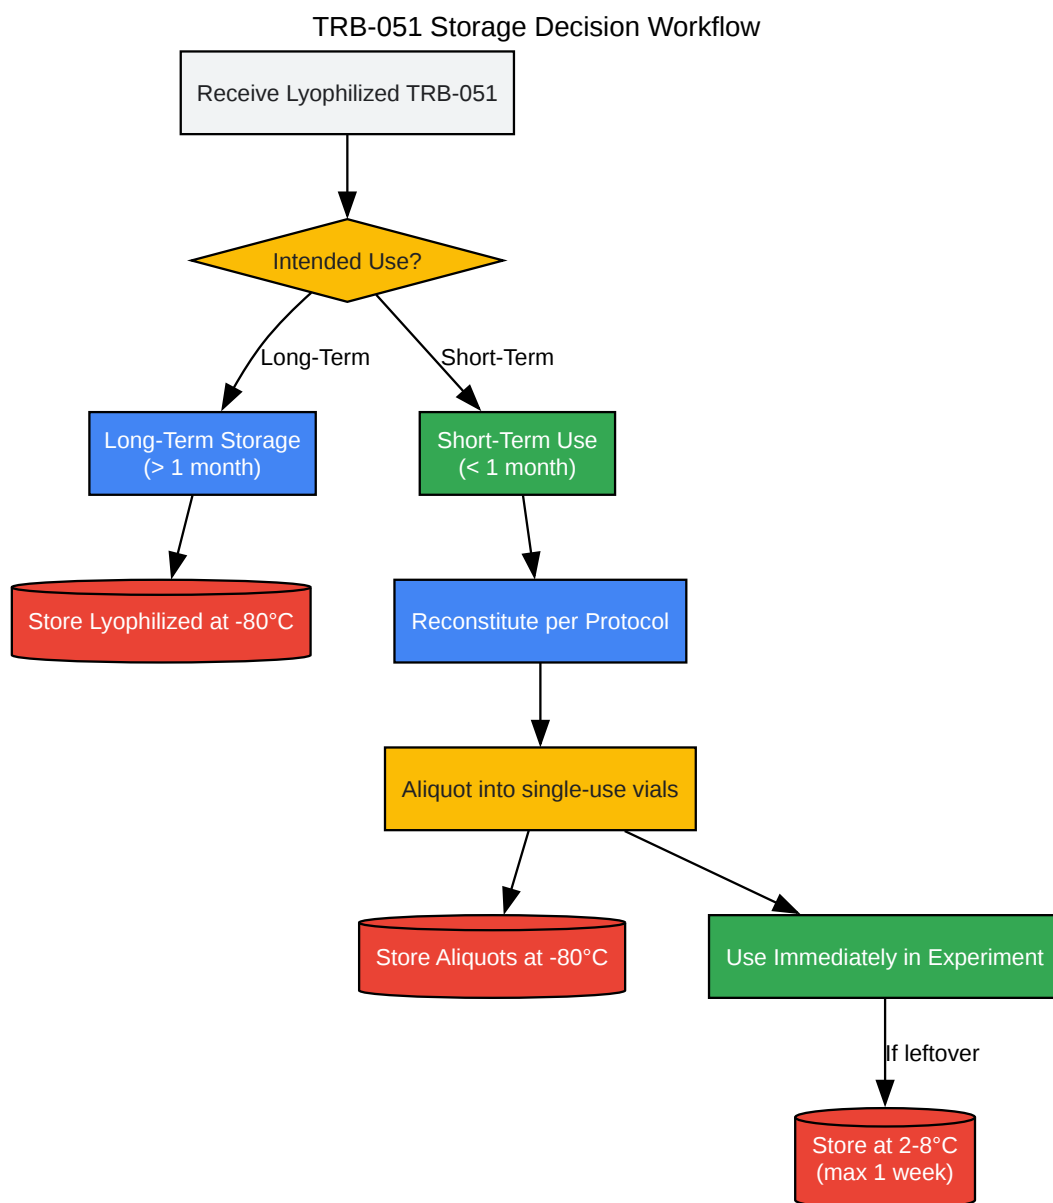 TRB-051 Storage Decision Workflow
Receive Lyophilized TRB-051
Intended Use?
Long-Term
Short-Term
Long-Term Storage
(> 1 month)
Short-Term Use
(< 1 month)
Store Lyophilized at -80°C
Reconstitute per Protocol
Aliquot into single-use vials
Store Aliquots at -80°C
Use Immediately in Experiment
If leftover
Store at 2-8°C
(max 1 week)